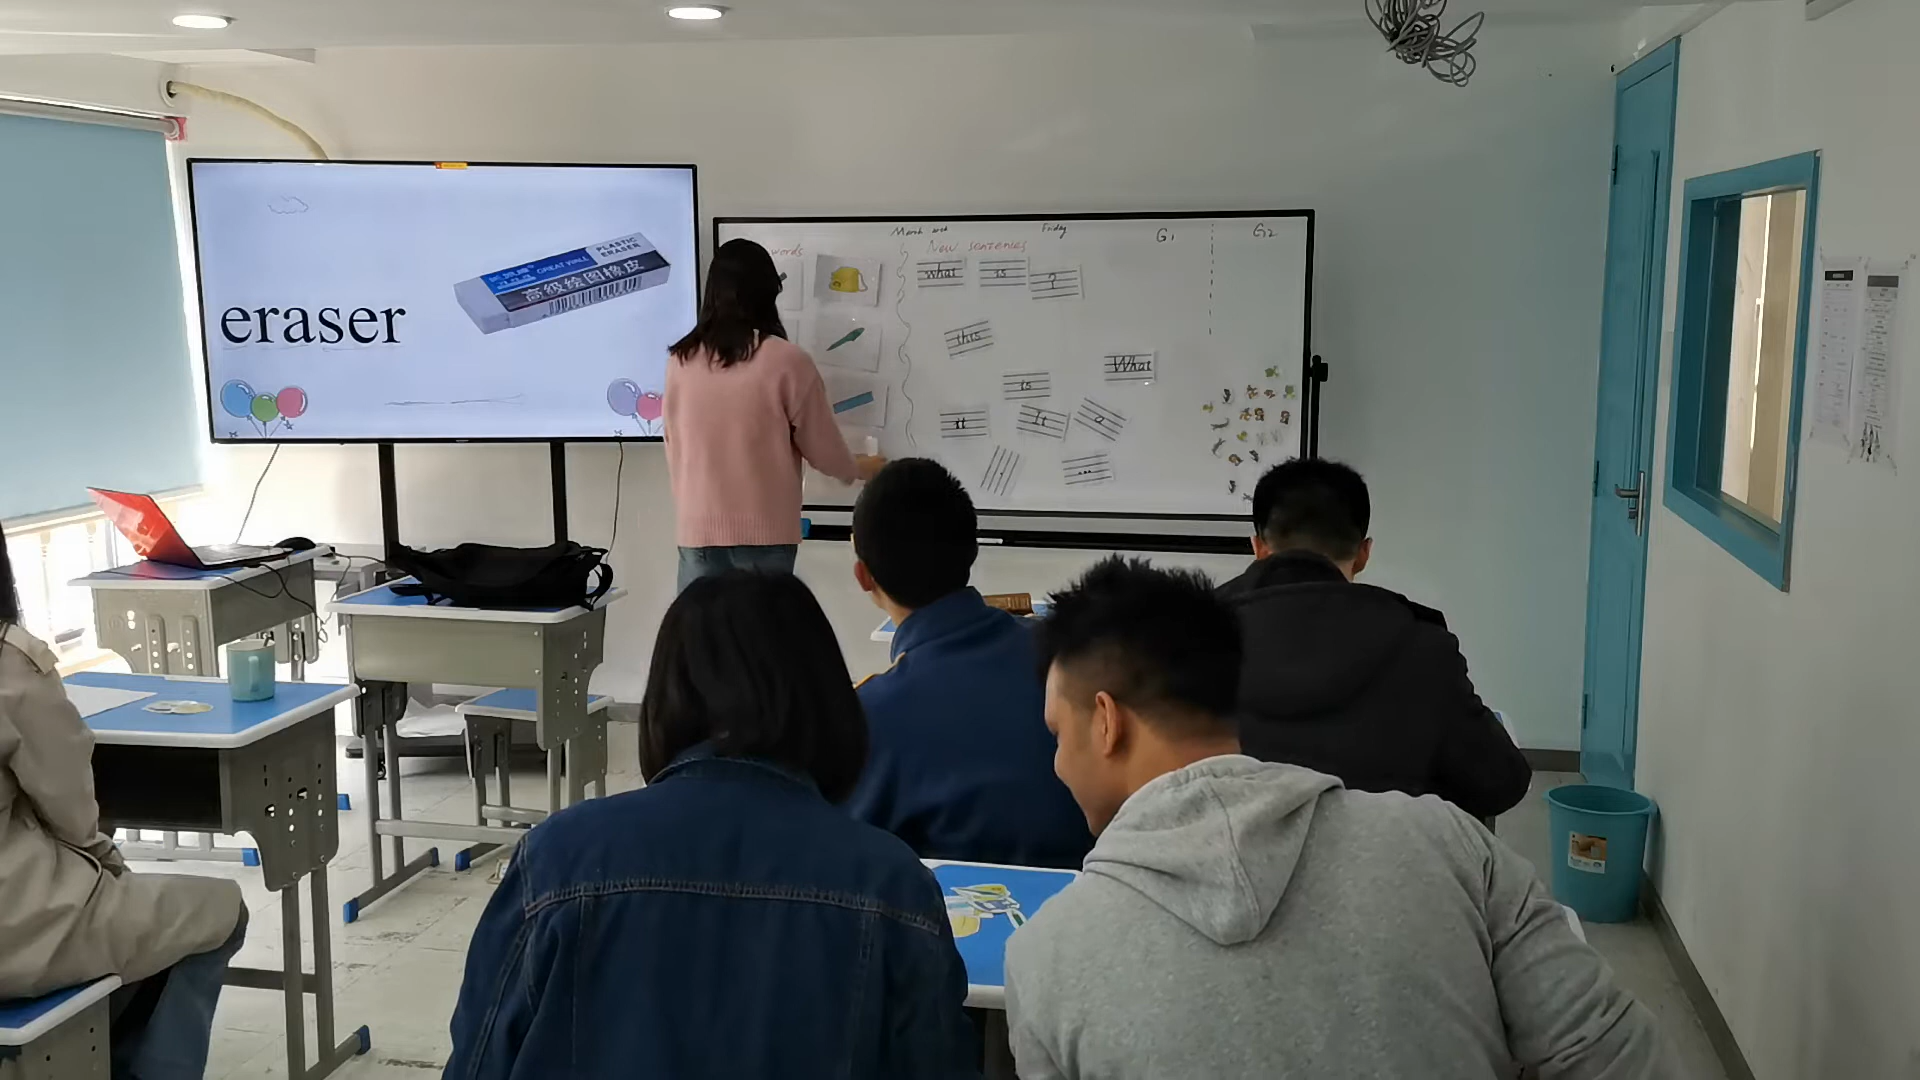 eraser
GREAT WALL
PLASTIC
ERASER
高级绘图橡皮
Friday
G1
G2
words
New sentences
what
is
?
this
What
is
it
It
a
.
...